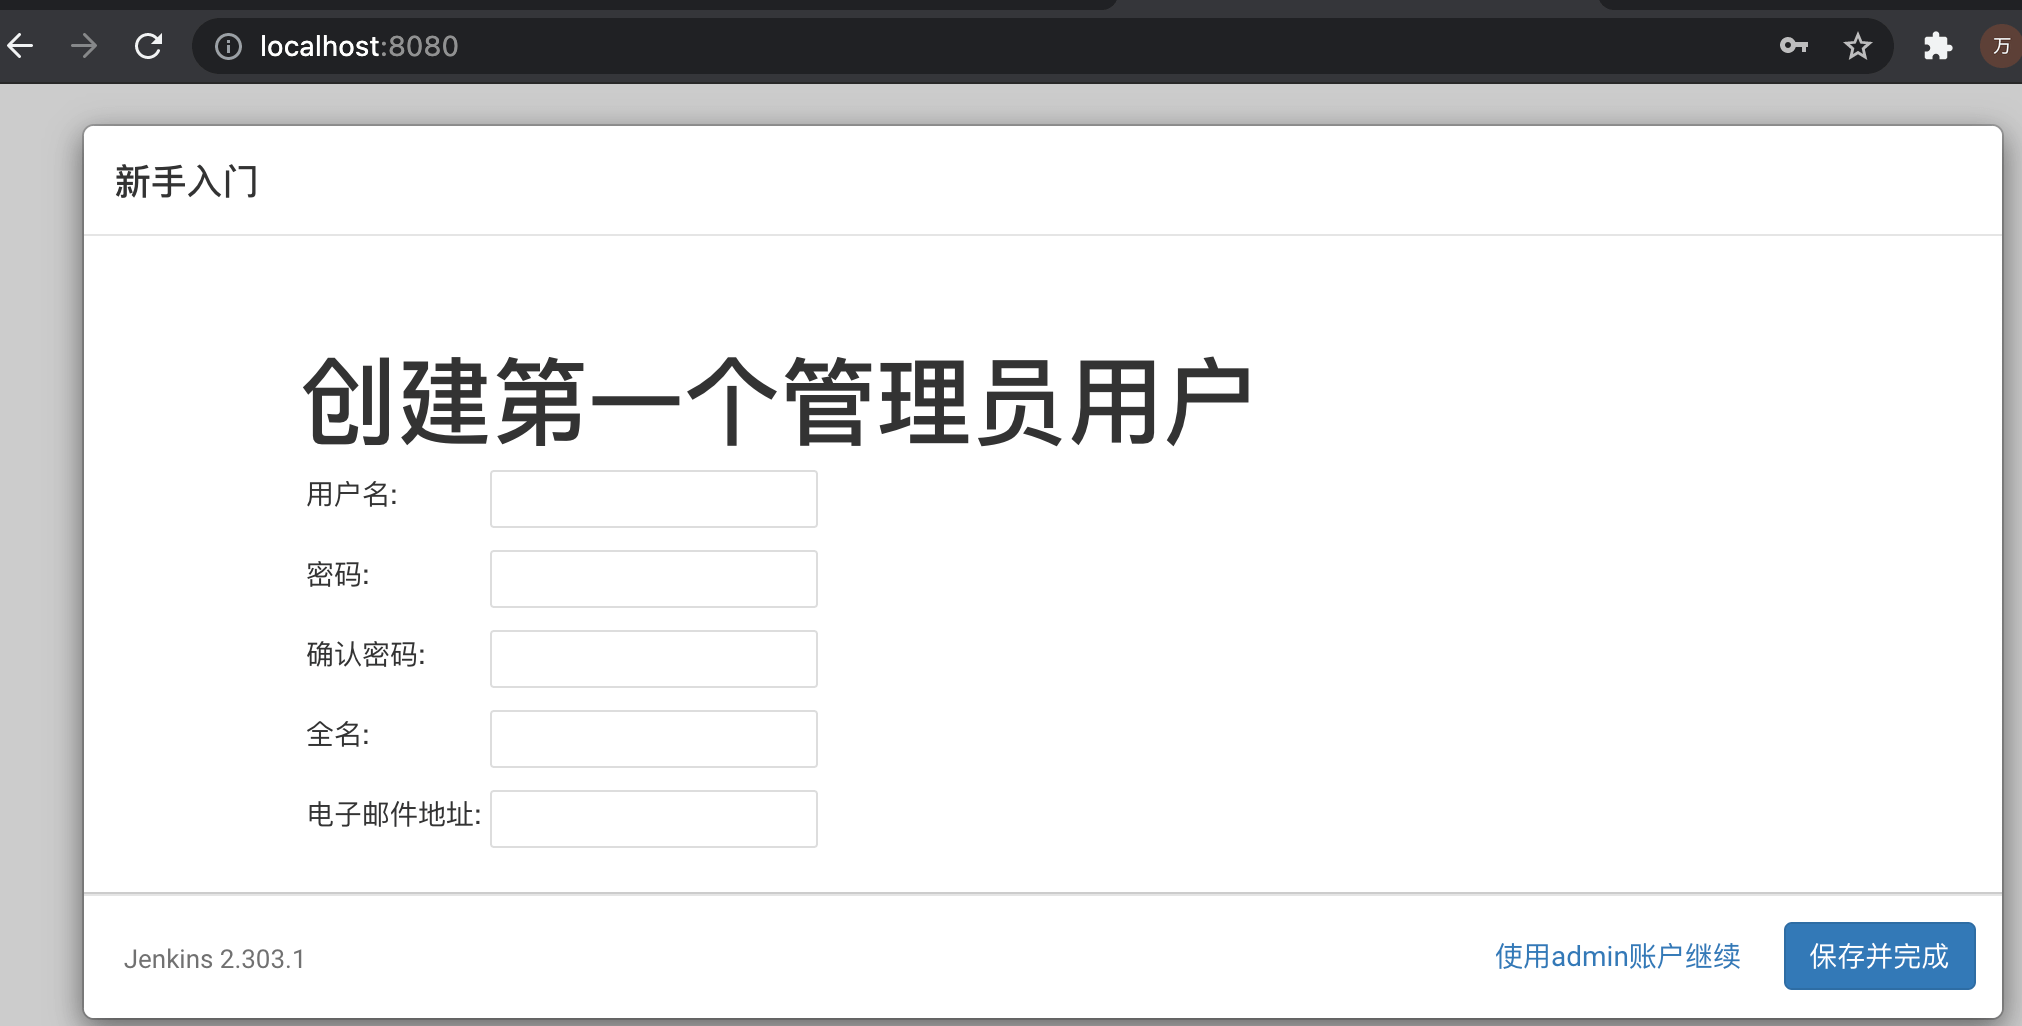 localhost:8080
万
新手入门
创建第一个管理员用户
用户名:
密码:
确认密码:
全名:
电子邮件地址:
Jenkins 2.303.1
使用admin账户继续
保存并完成